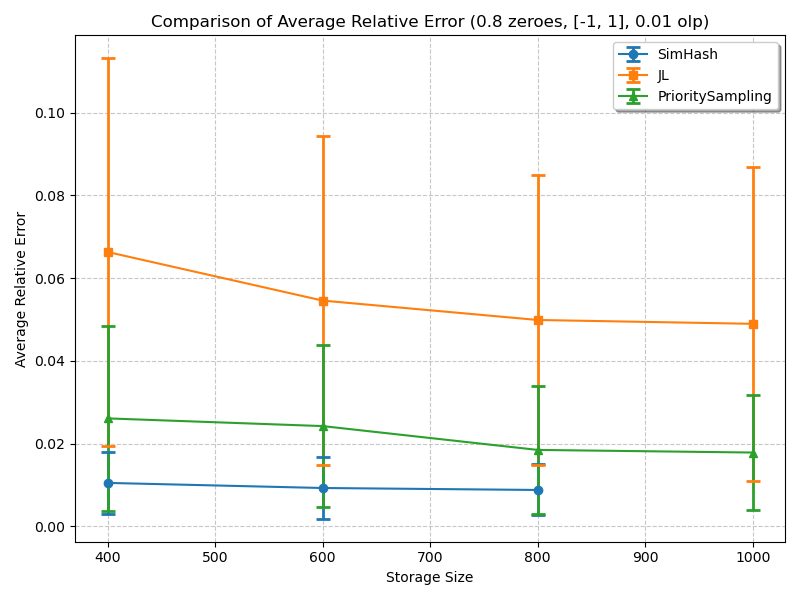 Comparison of Average Relative Error (0.8 zeroes, [-1, 1], 0.01 olp)
SimHash
JL
PrioritySampling
Average Relative Error
0.10
0.08
0.06
0.04
0.02
0.00
400
500
600
700
800
900
1000
Storage Size